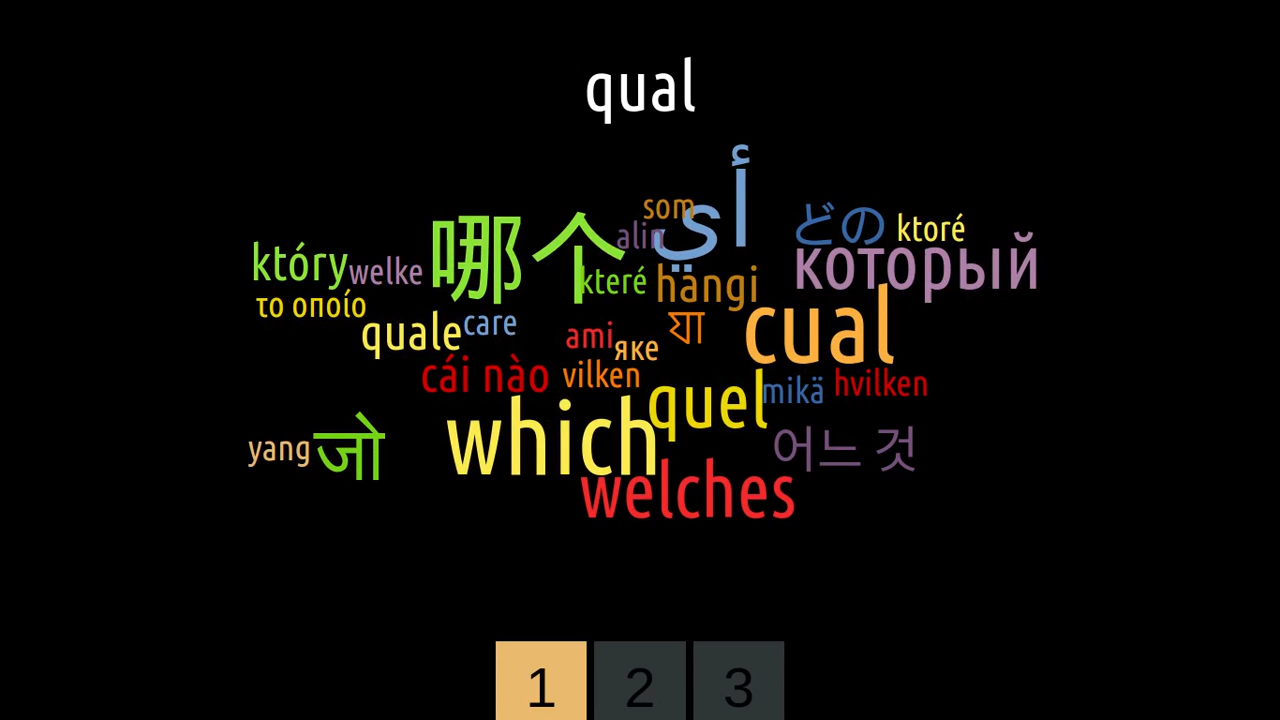 qual
أي
som
どの
ktoré
alin
który
welke
哪个
které
hängi
который
το οποίο
quale
care
ami
яке
যা
cual
cái nào
vilken
quel
mikä
hvilken
yang
जो
which
어느 것
welches
1 2 3